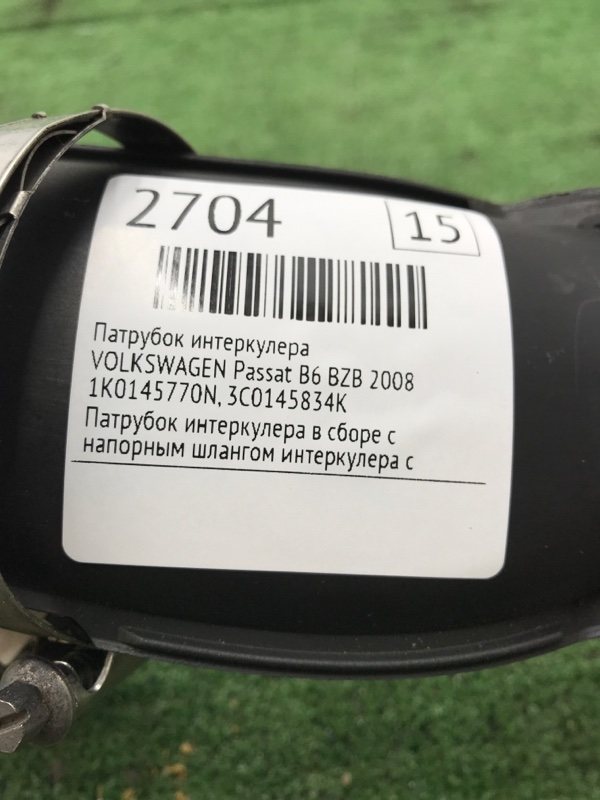 2704
15
Патрубок интеркулера
VOLKSWAGEN Passat B6 BZB 2008
1K0145770N, 3C0145834K
Патрубок интеркулера в сборе с
напорным шлангом интеркулера с